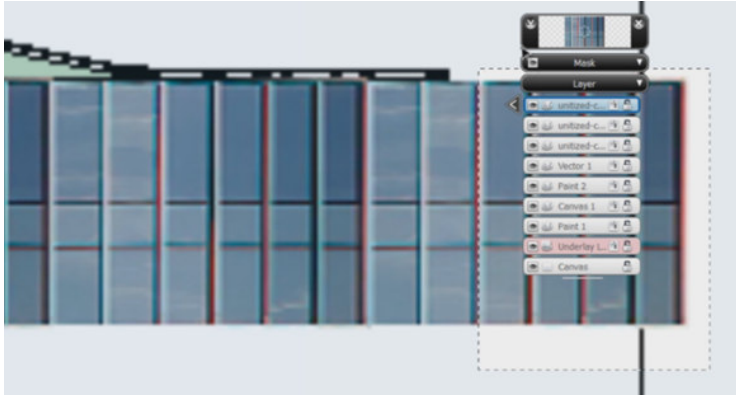 Mask
Layer
unitized-c...
unitized-c...
unitized-c...
Vector 1
Paint 2
Canvas 1
Paint 1
Underlay L...
Canvas